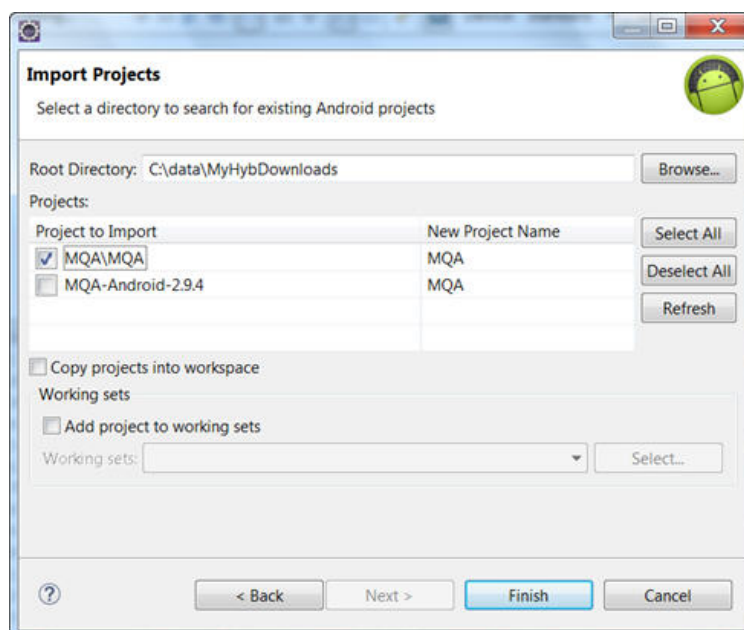 Import Projects
Select a directory to search for existing Android projects
Root Directory: C:\data\MyHybDownloads Browse...
Projects:
Project to Import New Project Name Select All
MQA\MQA MQA
Deselect All
MQA-Android-2.9.4 MQA
Refresh
Copy projects into workspace
Working sets
Add project to working sets
Working sets: Select...
? < Back Next > Finish Cancel